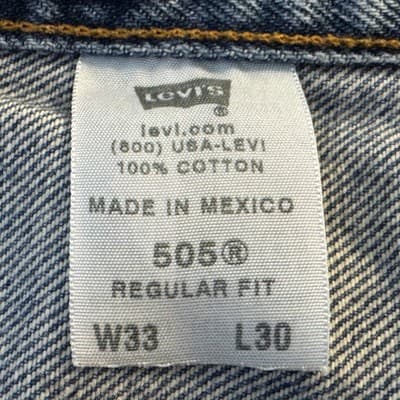 Levi's
®
levi.com
(800) USA-LEVI
100% COTTON
MADE IN MEXICO
505®
REGULAR FIT
W33 L30